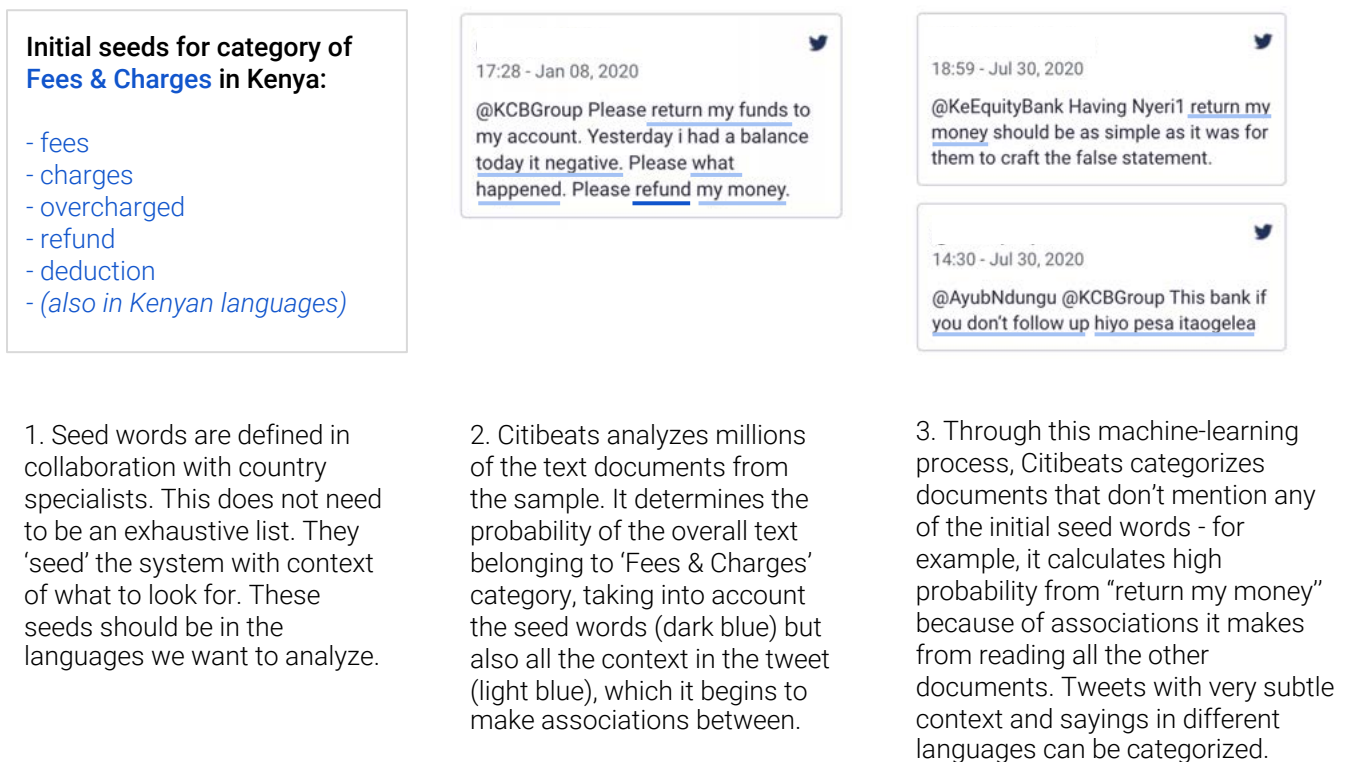 Initial seeds for category of
Fees & Charges in Kenya:
- fees
- charges
- overcharged
- refund
- deduction
- (also in Kenyan languages)
17:28 - Jan 08, 2020
@KCBGroup Please return my funds to
my account. Yesterday i had a balance
today it negative. Please what
happened. Please refund my money.
18:59 - Jul 30, 2020
@KeEquityBank Having Nyeri1 return my
money should be as simple as it was for
them to craft the false statement.
14:30 - Jul 30, 2020
@AyubNdungu @KCBGroup This bank if
you don't follow up hiyo pesa itaogelea
1. Seed words are defined in
collaboration with country
specialists. This does not need
to be an exhaustive list. They
‘seed’ the system with context
of what to look for. These
seeds should be in the
languages we want to analyze.
2. Citibeats analyzes millions
of the text documents from
the sample. It determines the
probability of the overall text
belonging to ‘Fees & Charges’
category, taking into account
the seed words (dark blue) but
also all the context in the tweet
(light blue), which it begins to
make associations between.
3. Through this machine-learning
process, Citibeats categorizes
documents that don’t mention any
of the initial seed words - for
example, it calculates high
probability from “return my money”
because of associations it makes
from reading all the other
documents. Tweets with very subtle
context and sayings in different
languages can be categorized.